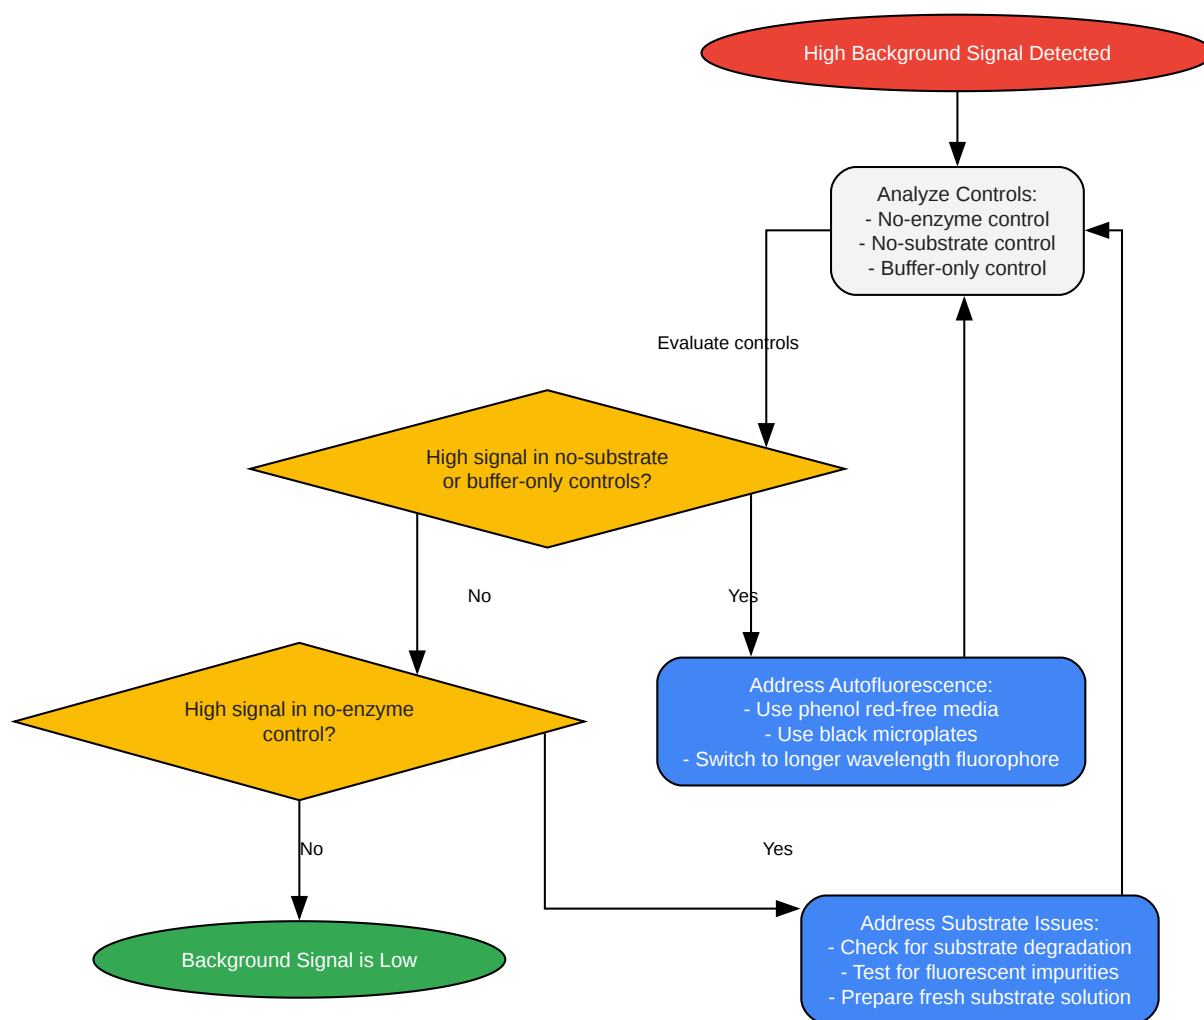 High Background Signal Detected
Analyze Controls:
- No-enzyme control
- No-substrate control
- Buffer-only control
Evaluate controls
High signal in no-substrate
or buffer-only controls?
No
Yes
High signal in no-enzyme
control?
Address Autofluorescence:
- Use phenol red-free media
- Use black microplates
- Switch to longer wavelength fluorophore
No
Yes
Background Signal is Low
Address Substrate Issues:
- Check for substrate degradation
- Test for fluorescent impurities
- Prepare fresh substrate solution